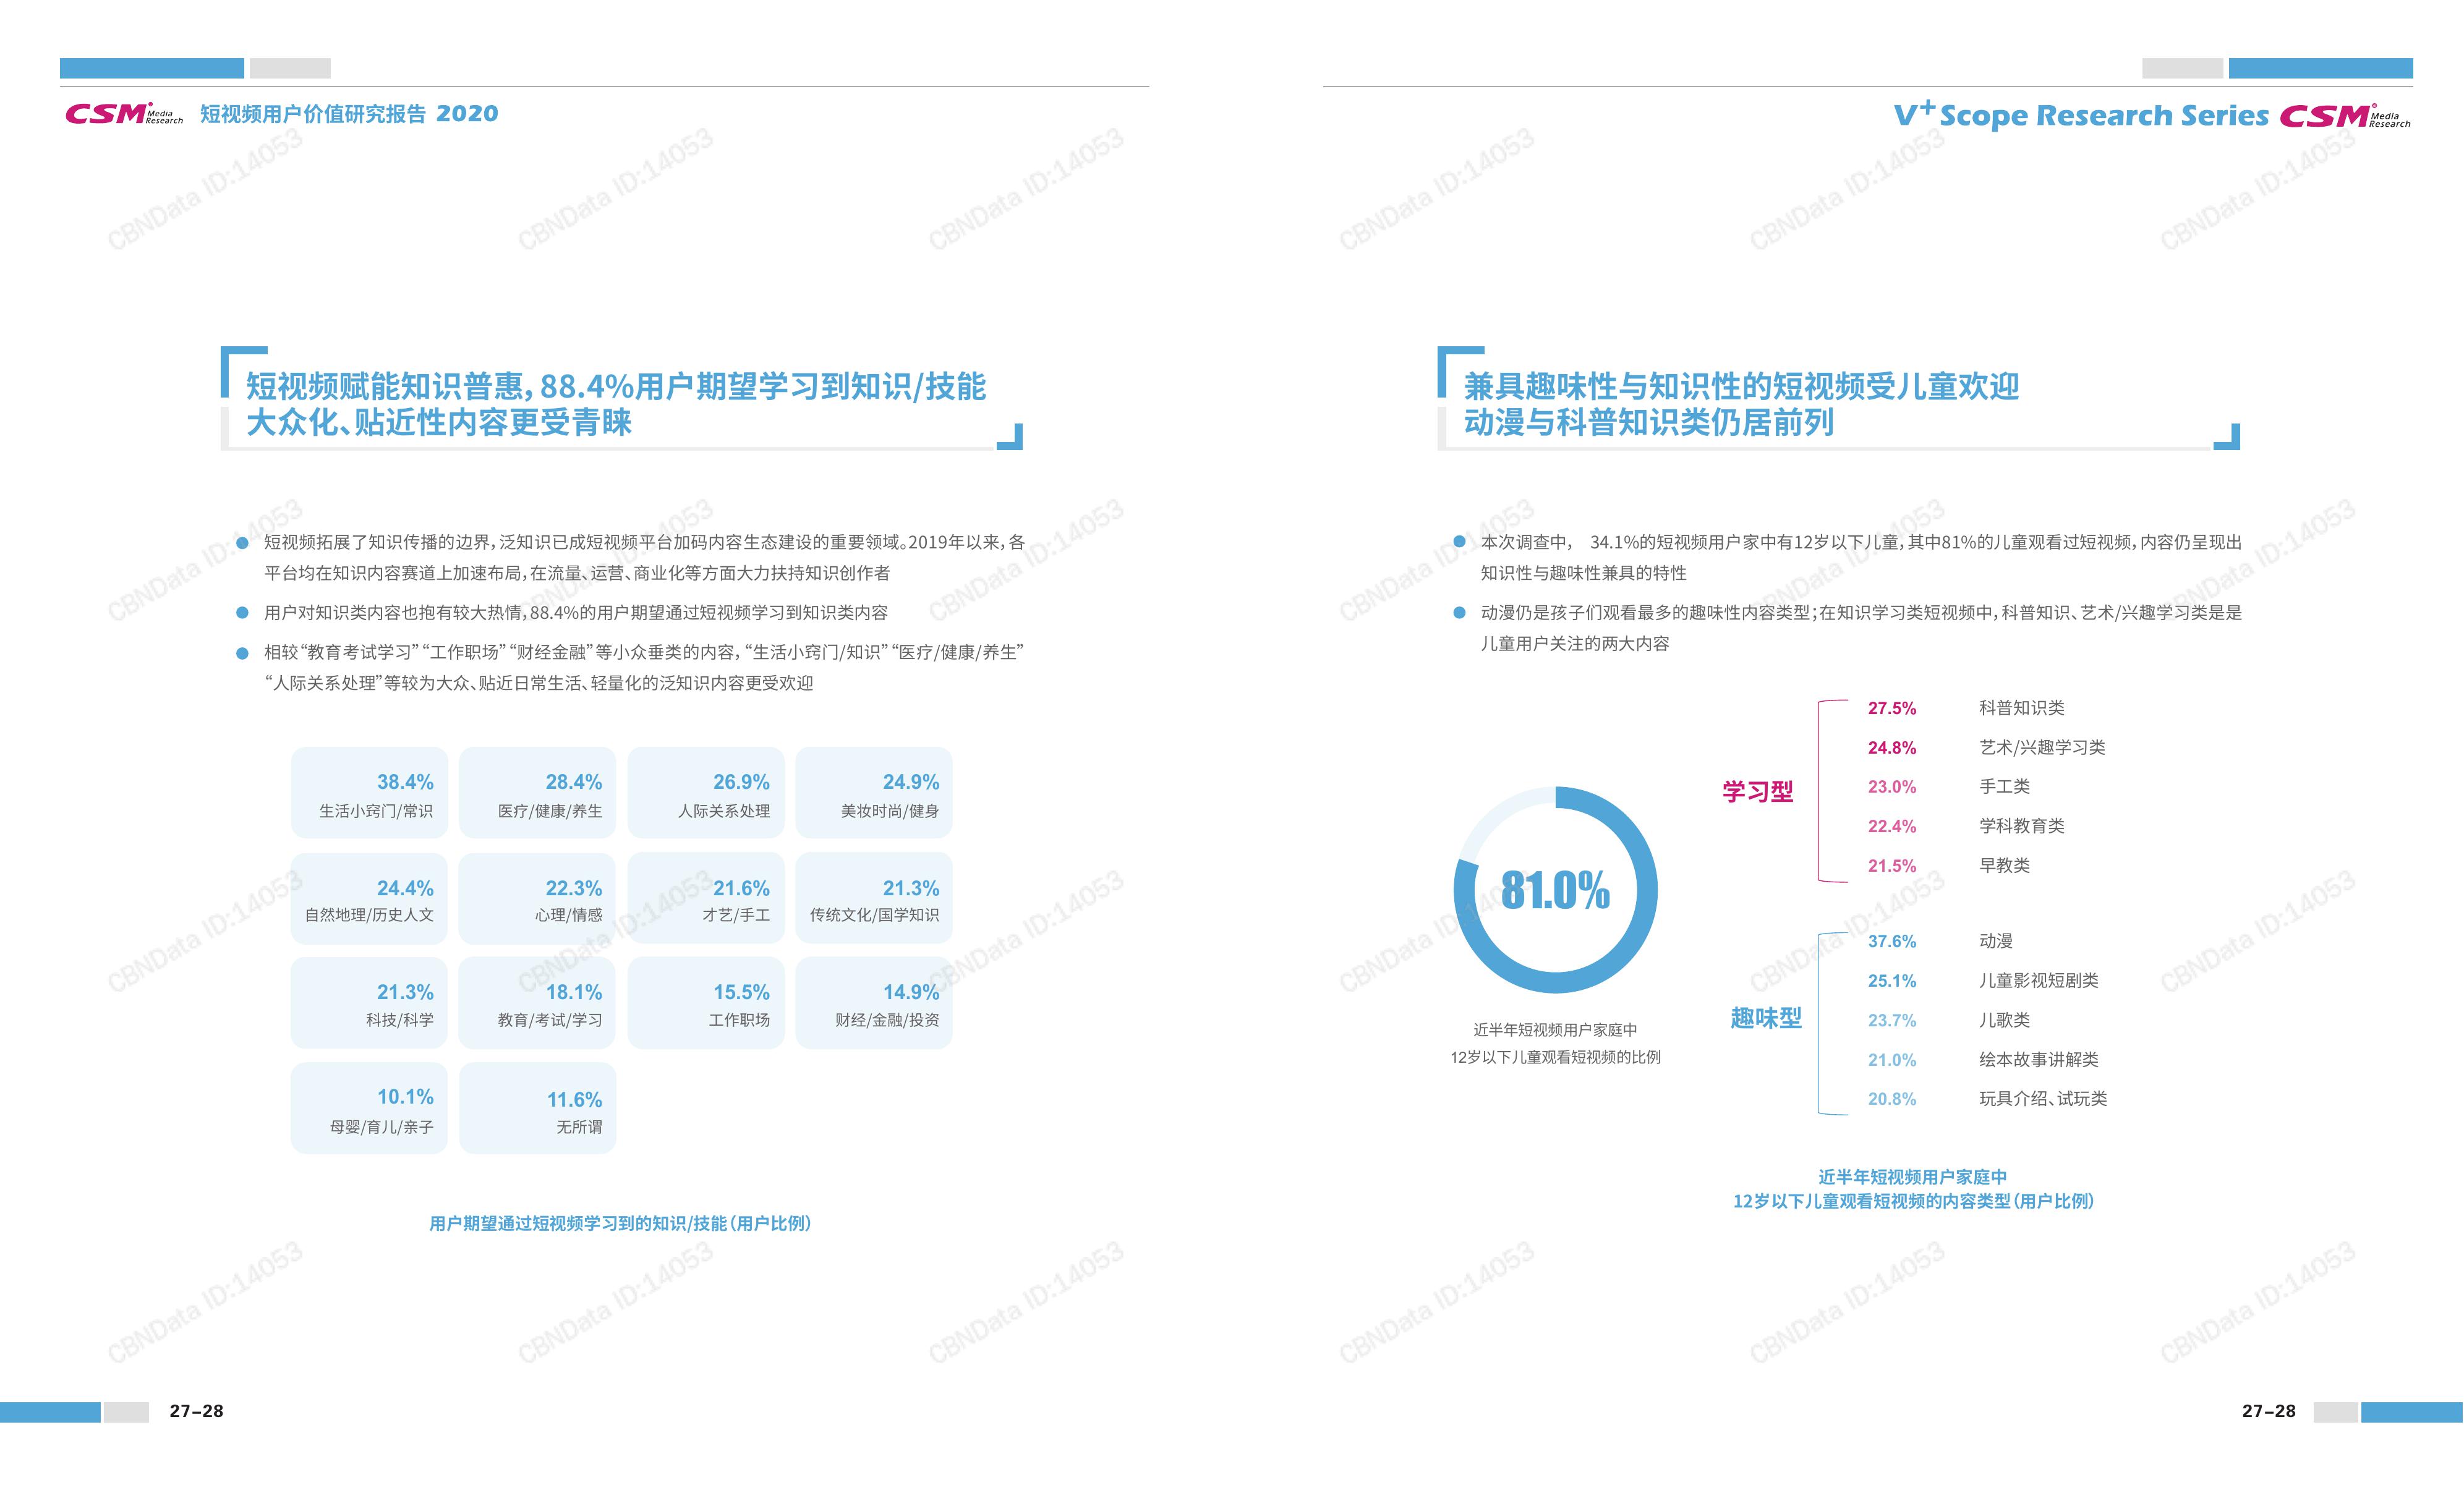 CSM Media Research 短视频用户价值研究报告 2020
V+ Scope Research Series CSM Media Research
短视频赋能知识普惠，88.4%用户期望学习到知识/技能
大众化、贴近性内容更受青睐
短视频拓展了知识传播的边界，泛知识已成短视频平台加码内容生态建设的重要领域。2019年以来，各
平台均在知识内容赛道上加速布局，在流量、运营、商业化等方面大力扶持知识创作者
用户对知识类内容也抱有较大热情，88.4%的用户期望通过短视频学习到知识类内容
相较“教育考试学习”“工作职场”“财经金融”等小众垂类的内容，“生活小窍门/知识”“医疗/健康/养生”
“人际关系处理”等较为大众、贴近日常生活、轻量化的泛知识内容更受欢迎
38.4%
生活小窍门/常识
28.4%
医疗/健康/养生
26.9%
人际关系处理
24.9%
美妆时尚/健身
24.4%
自然地理/历史人文
22.3%
心理/情感
21.6%
才艺/手工
21.3%
传统文化/国学知识
21.3%
科技/科学
18.1%
教育/考试/学习
15.5%
工作职场
14.9%
财经/金融/投资
10.1%
母婴/育儿/亲子
11.6%
无所谓
用户期望通过短视频学习到的知识/技能（用户比例）
27-28
兼具趣味性与知识性的短视频受儿童欢迎
动漫与科普知识类仍居前列
本次调查中， 34.1%的短视频用户家中有12岁以下儿童，其中81%的儿童观看过短视频，内容仍呈现出
知识性与趣味性兼具的特性
动漫仍是孩子们观看最多的趣味性内容类型；在知识学习类短视频中，科普知识、艺术/兴趣学习类是是
儿童用户关注的两大内容
81.0%
近半年短视频用户家庭中
12岁以下儿童观看短视频的比例
学习型
27.5% 科普知识类
24.8% 艺术/兴趣学习类
23.0% 手工类
22.4% 学科教育类
21.5% 早教类
趣味型
37.6% 动漫
25.1% 儿童影视短剧类
23.7% 儿歌类
21.0% 绘本故事讲解类
20.8% 玩具介绍、试玩类
近半年短视频用户家庭中
12岁以下儿童观看短视频的内容类型（用户比例）
27-28
CBNData ID:14053